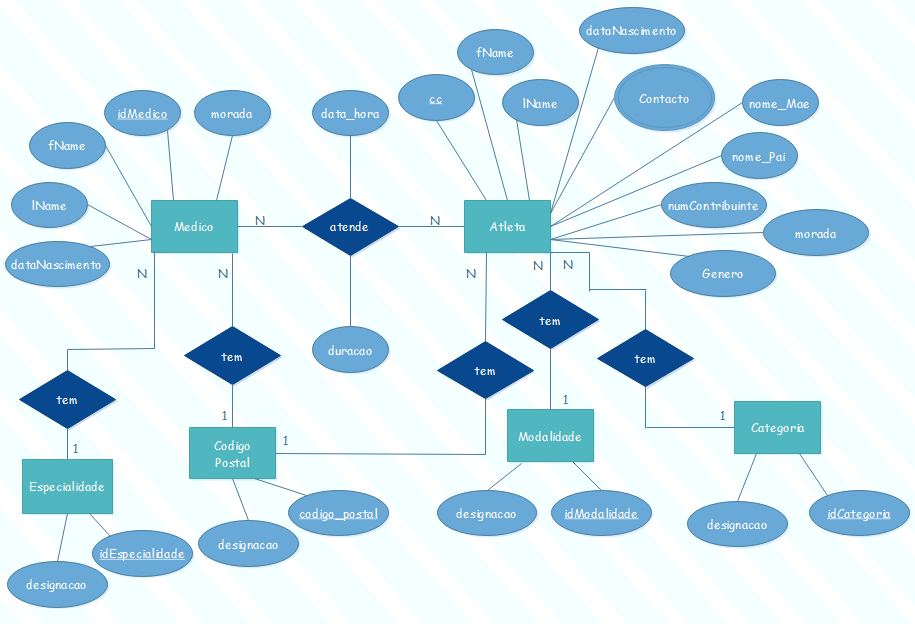 dataNascimento
fName
cc
lName
Contacto
nome_Mae
idMedico
morada
data_hora
fName
nome_Pai
lName
numContribuinte
Medico
N
atende
N
Atleta
morada
dataNascimento
Genero
N
N
N
N
N
tem
duracao
tem
tem
tem
tem
1
1
1
1
1
Codigo
Postal
Modalidade
Categoria
Especialidade
codigo_postal
designacao
idModalidade
designacao
idCategoria
designacao
idEspecialidade
designacao